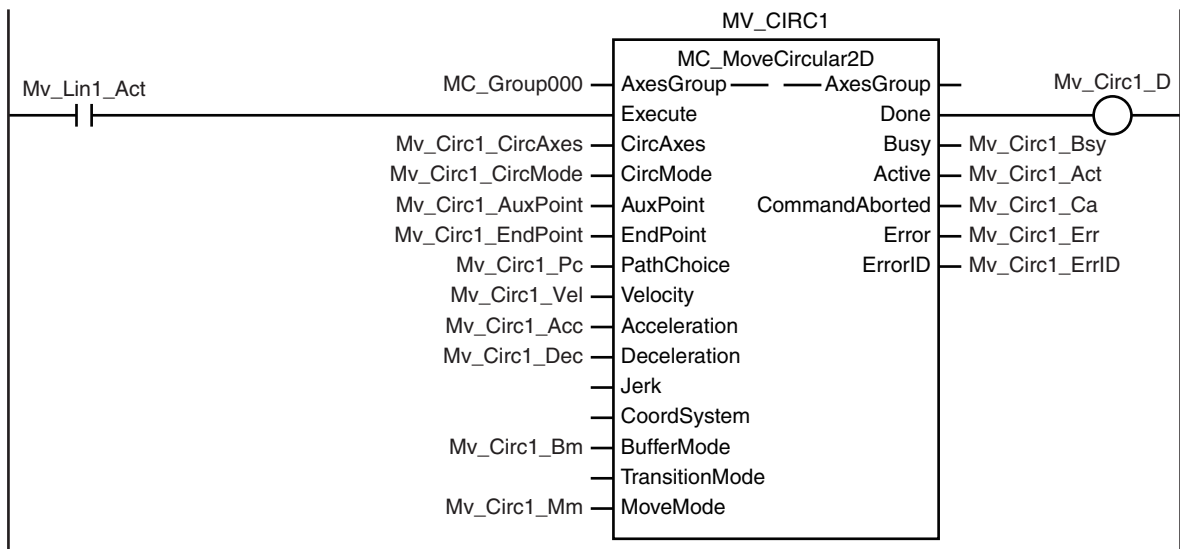 MV_CIRC1
MC_MoveCircular2D
Mv_Lin1_Act
MC_Group000 AxesGroup AxesGroup Mv_Circ1_D
Execute Done
Mv_Circ1_CircAxes CircAxes Busy Mv_Circ1_Bsy
Mv_Circ1_CircMode CircMode Active Mv_Circ1_Act
Mv_Circ1_AuxPoint AuxPoint CommandAborted Mv_Circ1_Ca
Mv_Circ1_EndPoint EndPoint Error Mv_Circ1_Err
Mv_Circ1_Pc PathChoice ErrorID Mv_Circ1_ErrID
Mv_Circ1_Vel Velocity
Mv_Circ1_Acc Acceleration
Mv_Circ1_Dec Deceleration
Jerk
CoordSystem
Mv_Circ1_Bm BufferMode
TransitionMode
Mv_Circ1_Mm MoveMode